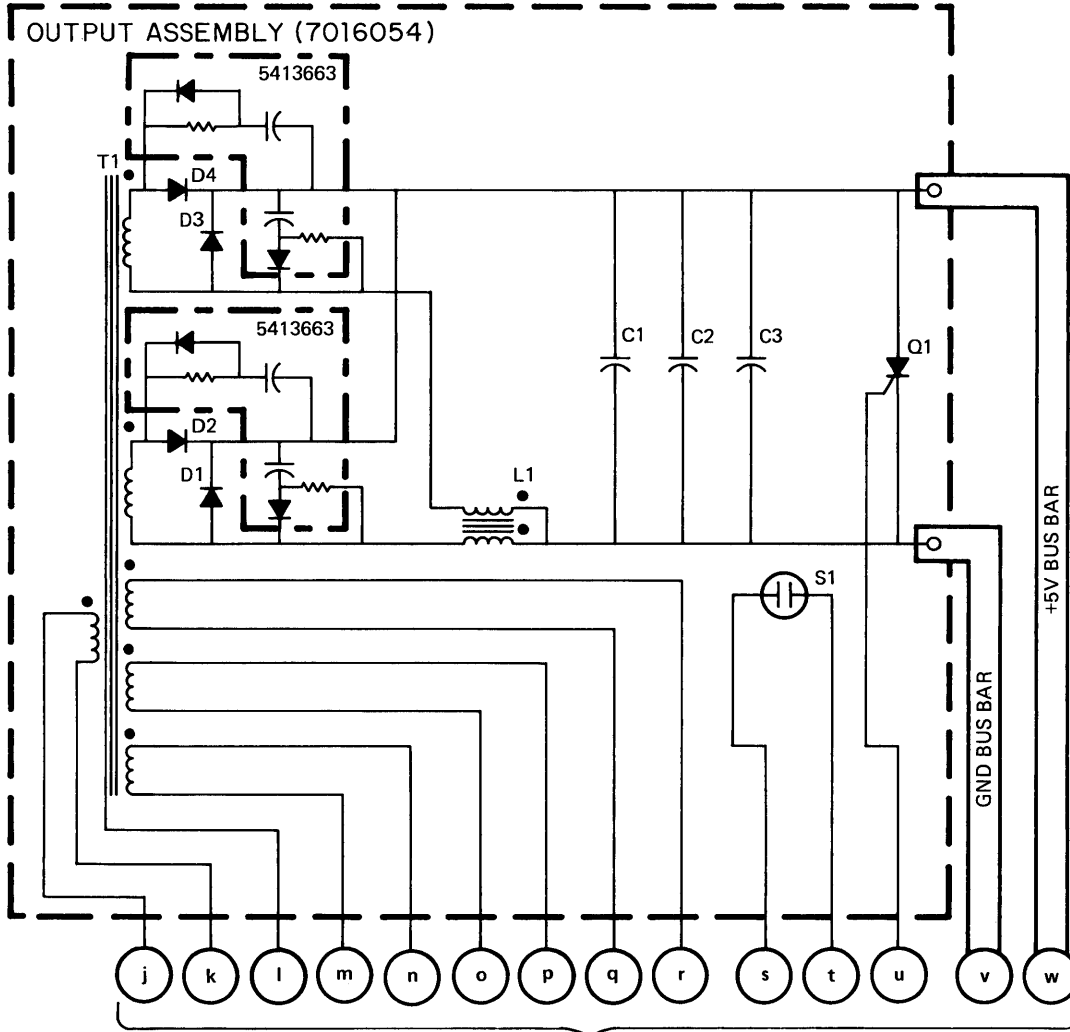 OUTPUT ASSEMBLY (7016054)
5413663
T1
D4
D3
5413663
D2
D1
C1
C2
C3
Q1
L1
S1
+5V BUS BAR
GND BUS BAR
j k l m n o p q r s t u v w